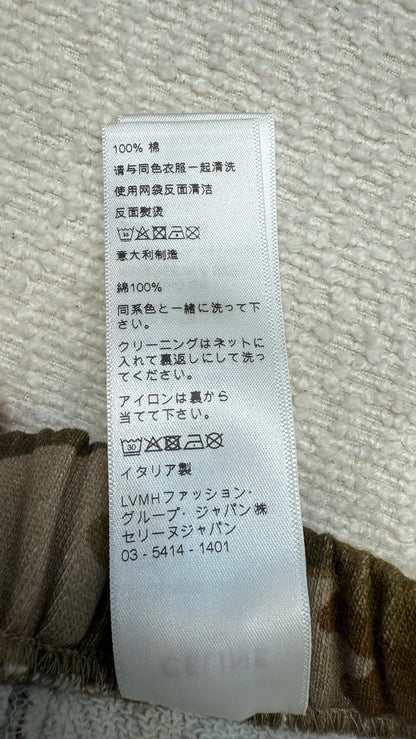 100% 棉
请与同色衣服一起清洗
使用网袋反面清洁
反面熨烫
30
意大利制造
綿100%
同系色と一緒に洗って下
さい。
クリーニングはネットに
入れて裏返しにして洗っ
てください。
アイロンは裏から
当てて下さい。
30
イタリア製
LVMHファッション・
グループ・ジャパン㈱
セリーヌジャパン
03 - 5414 - 1401